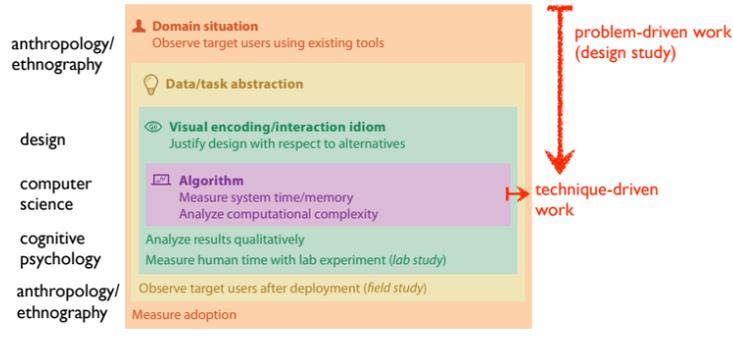 Domain situation
Observe target users using existing tools
anthropology/
ethnography
problem-driven work
(design study)
Data/task abstraction
Visual encoding/interaction idiom
Justify design with respect to alternatives
design
Algorithm
Measure system time/memory
Analyze computational complexity
computer
science
technique-driven
work
Analyze results qualitatively
Measure human time with lab experiment (lab study)
cognitive
psychology
Observe target users after deployment (field study)
anthropology/
ethnography
Measure adoption